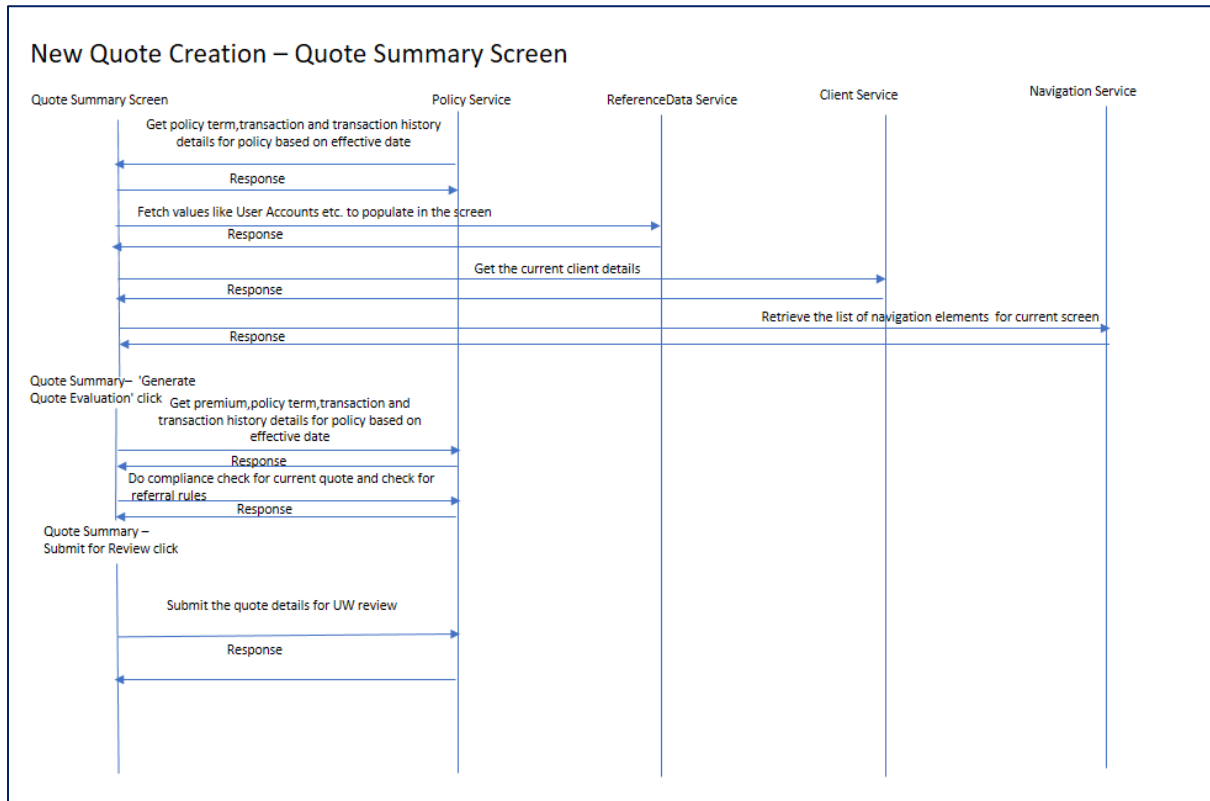 New Quote Creation – Quote Summary Screen
Quote Summary Screen
Policy Service
ReferenceData Service
Client Service
Navigation Service
Get policy term,transaction and transaction history
details for policy based on effective date
Response
Fetch values like User Accounts etc. to populate in the screen
Response
Get the current client details
Response
Retrieve the list of navigation elements for current screen
Response
Quote Summary– 'Generate
Quote Evaluation' click
Get premium,policy term,transaction and
transaction history details for policy based on
effective date
Response
Do compliance check for current quote and check for
referral rules
Response
Quote Summary –
Submit for Review click
Submit the quote details for UW review
Response